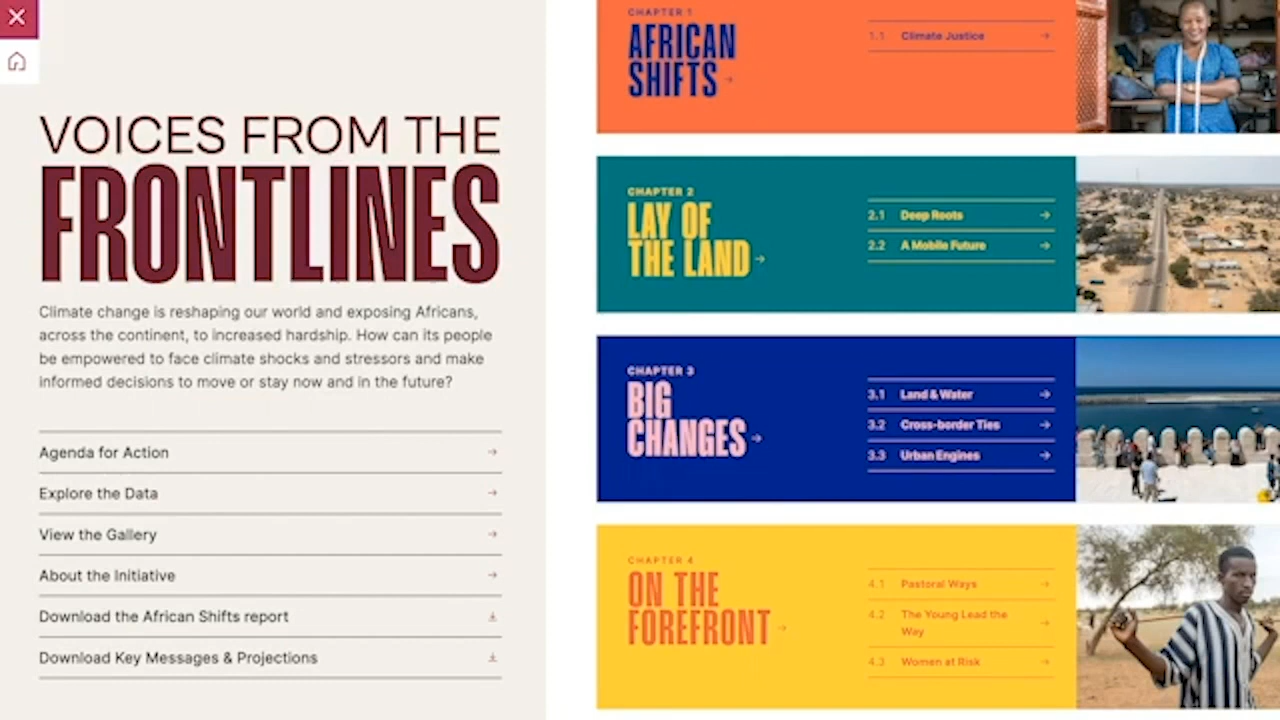 VOICES FROM THE
FRONTLINES
Climate change is reshaping our world and exposing Africans,
across the continent, to increased hardship. How can its people
be empowered to face climate shocks and stressors and make
informed decisions to move or stay now and in the future?
Agenda for Action
Explore the Data
View the Gallery
About the Initiative
Download the African Shifts report
Download Key Messages & Projections
CHAPTER 1
AFRICAN
SHIFTS
1.1 Climate Justice
CHAPTER 2
LAY OF
THE LAND
2.1 Deep Roots
2.2 A Mobile Future
CHAPTER 3
BIG
CHANGES
3.1 Land & Water
3.2 Cross-border Ties
3.3 Urban Engines
CHAPTER 4
ON THE
FOREFRONT
4.1 Pastoral Ways
4.2 The Young Lead the
Way
4.3 Women at Risk